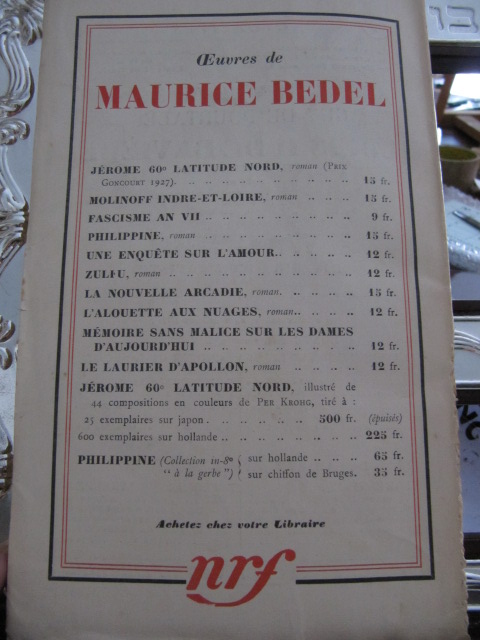 Œuvres de
MAURICE BEDEL
JÉROME 60º LATITUDE NORD, roman (PRIX
GONCOURT 1927). .. .. .. .. .. .. .. .. .. 15 fr.
MOLINOFF INDRE-ET-LOIRE, roman .. .. .. 15 fr.
FASCISME AN VII .. .. .. .. .. .. .. .. .. 9 fr.
PHILIPPINE, roman .. .. .. .. .. .. .. .. 15 fr.
UNE ENQUÊTE SUR L'AMOUR.. .. .. .. .. 12 fr.
ZULFU, roman .. .. .. .. .. .. .. .. .. .. 12 fr.
LA NOUVELLE ARCADIE, roman.. .. .. .. 15 fr.
L'ALOUETTE AUX NUAGES, roman.. .. .. .. 12 fr.
MÉMOIRE SANS MALICE SUR LES DAMES
D'AUJOURD'HUI .. .. .. .. .. .. .. .. 12 fr.
LE LAURIER D'APOLLON, roman .. .. .. .. 12 fr.
JÉROME 60º LATITUDE NORD, illustré de
44 compositions en couleurs de PER KROHG, tiré à :
25 exemplaires sur japon.. .. .. .. .. 500 fr. (épuisés)
600 exemplaires sur hollande .. .. .. .. .. 225 fr.
PHILIPPINE (Collection in-8º { sur hollande .. .. .. 65 fr.
" à la gerbe ") { sur chiffon de Bruges. 35 fr.
Achetez chez votre Libraire
nrf